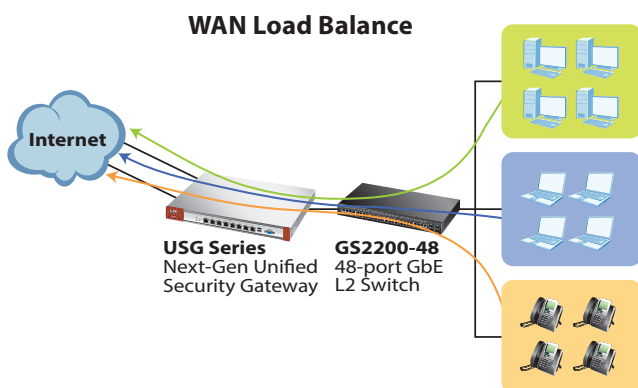 WAN Load Balance
Internet
USG Series
Next-Gen Unified
Security Gateway
GS2200-48
48-port GbE
L2 Switch